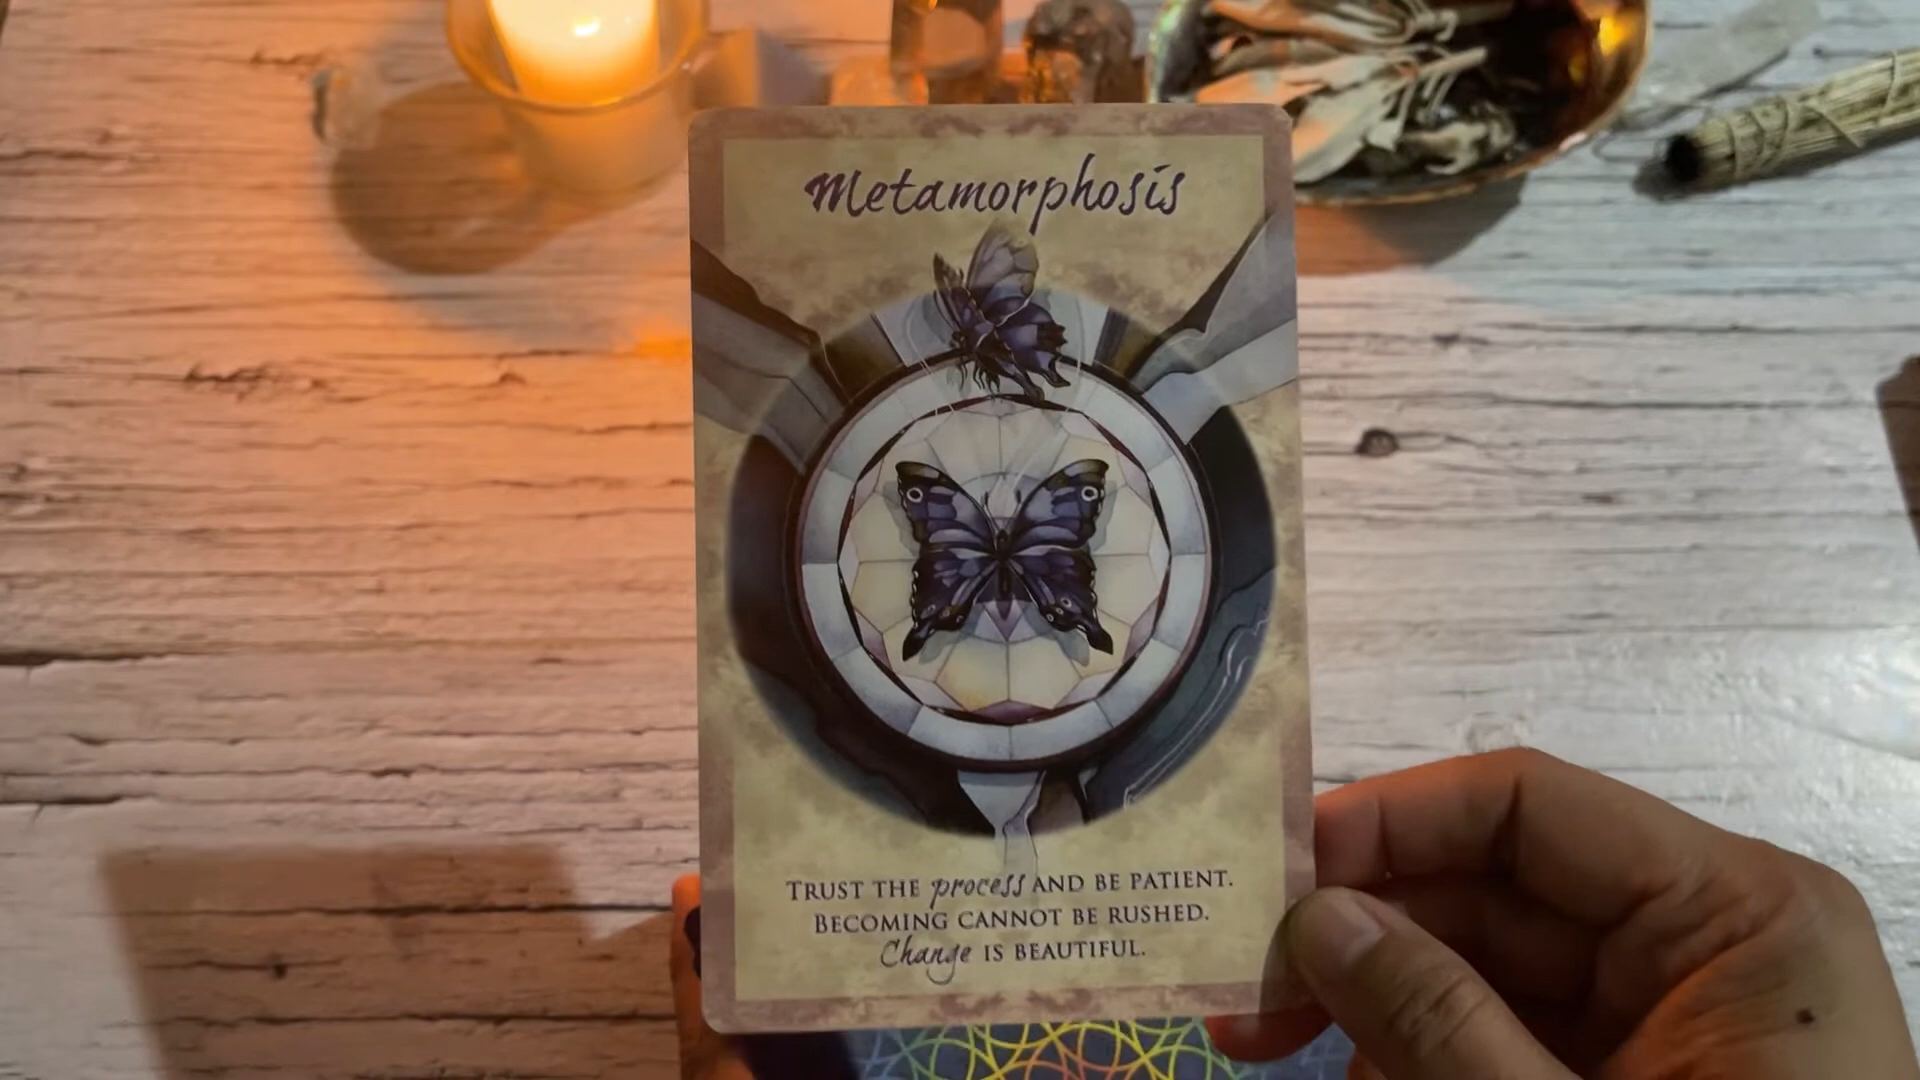 Metamorphosis
TRUST THE process AND BE PATIENT.
BECOMING CANNOT BE RUSHED.
Change IS BEAUTIFUL.